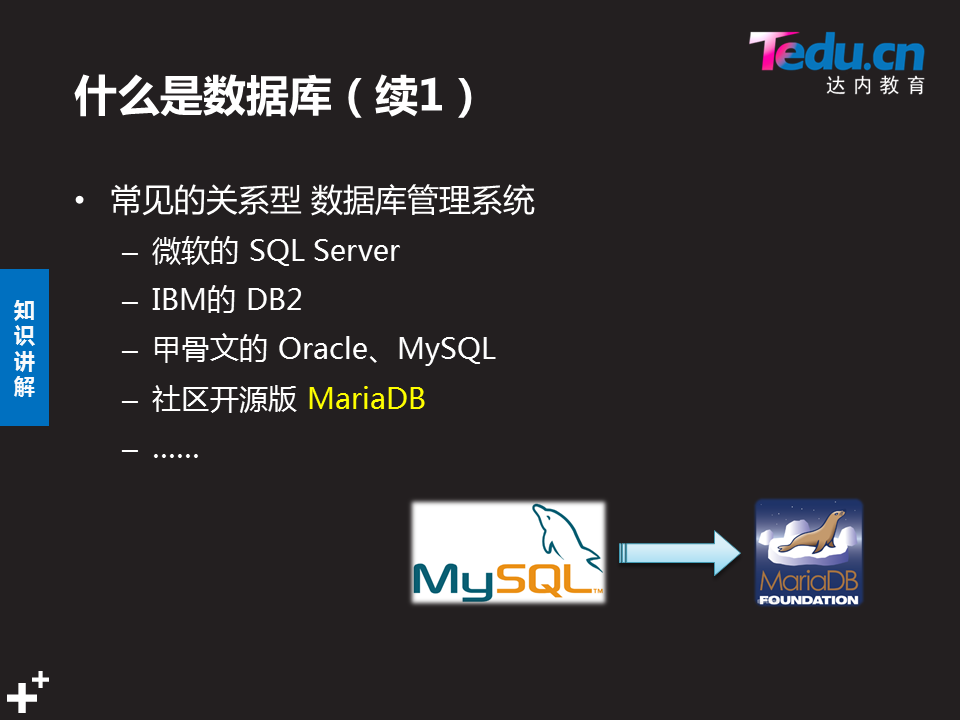 Tedu.cn
达内教育
什么是数据库（续1）
• 常见的关系型 数据库管理系统
– 微软的 SQL Server
– IBM的 DB2
– 甲骨文的 Oracle、MySQL
– 社区开源版 MariaDB
– ……
知
识
讲
解
MySQL™
MariaDB
FOUNDATION